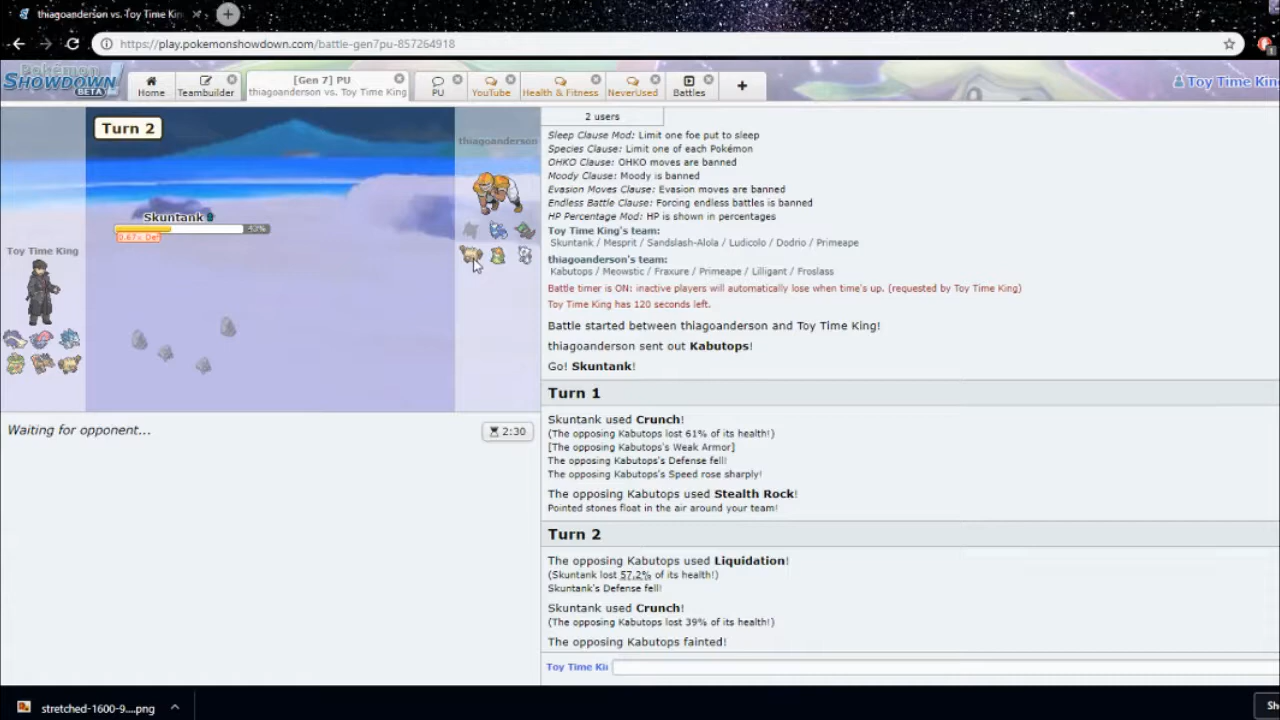 thiagoanderson vs. Toy Time Kin
https://play.pokemonshowdown.com/battle-gen7pu-857264918
Pokémon
SHOWDOWN!
BETA
Home
Teambuilder
[Gen 7] PU
thiagoanderson vs. Toy Time King
PU
YouTube
Health & Fitness
NeverUsed
Battles
Toy Time King
Turn 2
Skuntank
43%
0.67x Def
thiagoanderson
Toy Time King
Waiting for opponent...
2:30
2 users
Sleep Clause Mod: Limit one foe put to sleep
Species Clause: Limit one of each Pokémon
OHKO Clause: OHKO moves are banned
Moody Clause: Moody is banned
Evasion Moves Clause: Evasion moves are banned
Endless Battle Clause: Forcing endless battles is banned
HP Percentage Mod: HP is shown in percentages
Toy Time King's team:
Skuntank / Mesprit / Sandslash-Alola / Ludicolo / Dodrio / Primeape
thiagoanderson's team:
Kabutops / Meowstic / Fraxure / Primeape / Lilligant / Froslass
Battle timer is ON: inactive players will automatically lose when time's up. (requested by Toy Time King)
Toy Time King has 120 seconds left.
Battle started between thiagoanderson and Toy Time King!
thiagoanderson sent out Kabutops!
Go! Skuntank!
Turn 1
Skuntank used Crunch!
(The opposing Kabutops lost 61% of its health!)
[The opposing Kabutops's Weak Armor]
The opposing Kabutops's Defense fell!
The opposing Kabutops's Speed rose sharply!
The opposing Kabutops used Stealth Rock!
Pointed stones float in the air around your team!
Turn 2
The opposing Kabutops used Liquidation!
(Skuntank lost 57.2% of its health!)
Skuntank's Defense fell!
Skuntank used Crunch!
(The opposing Kabutops lost 39% of its health!)
The opposing Kabutops fainted!
Toy Time Ki
stretched-1600-9....png
Sh